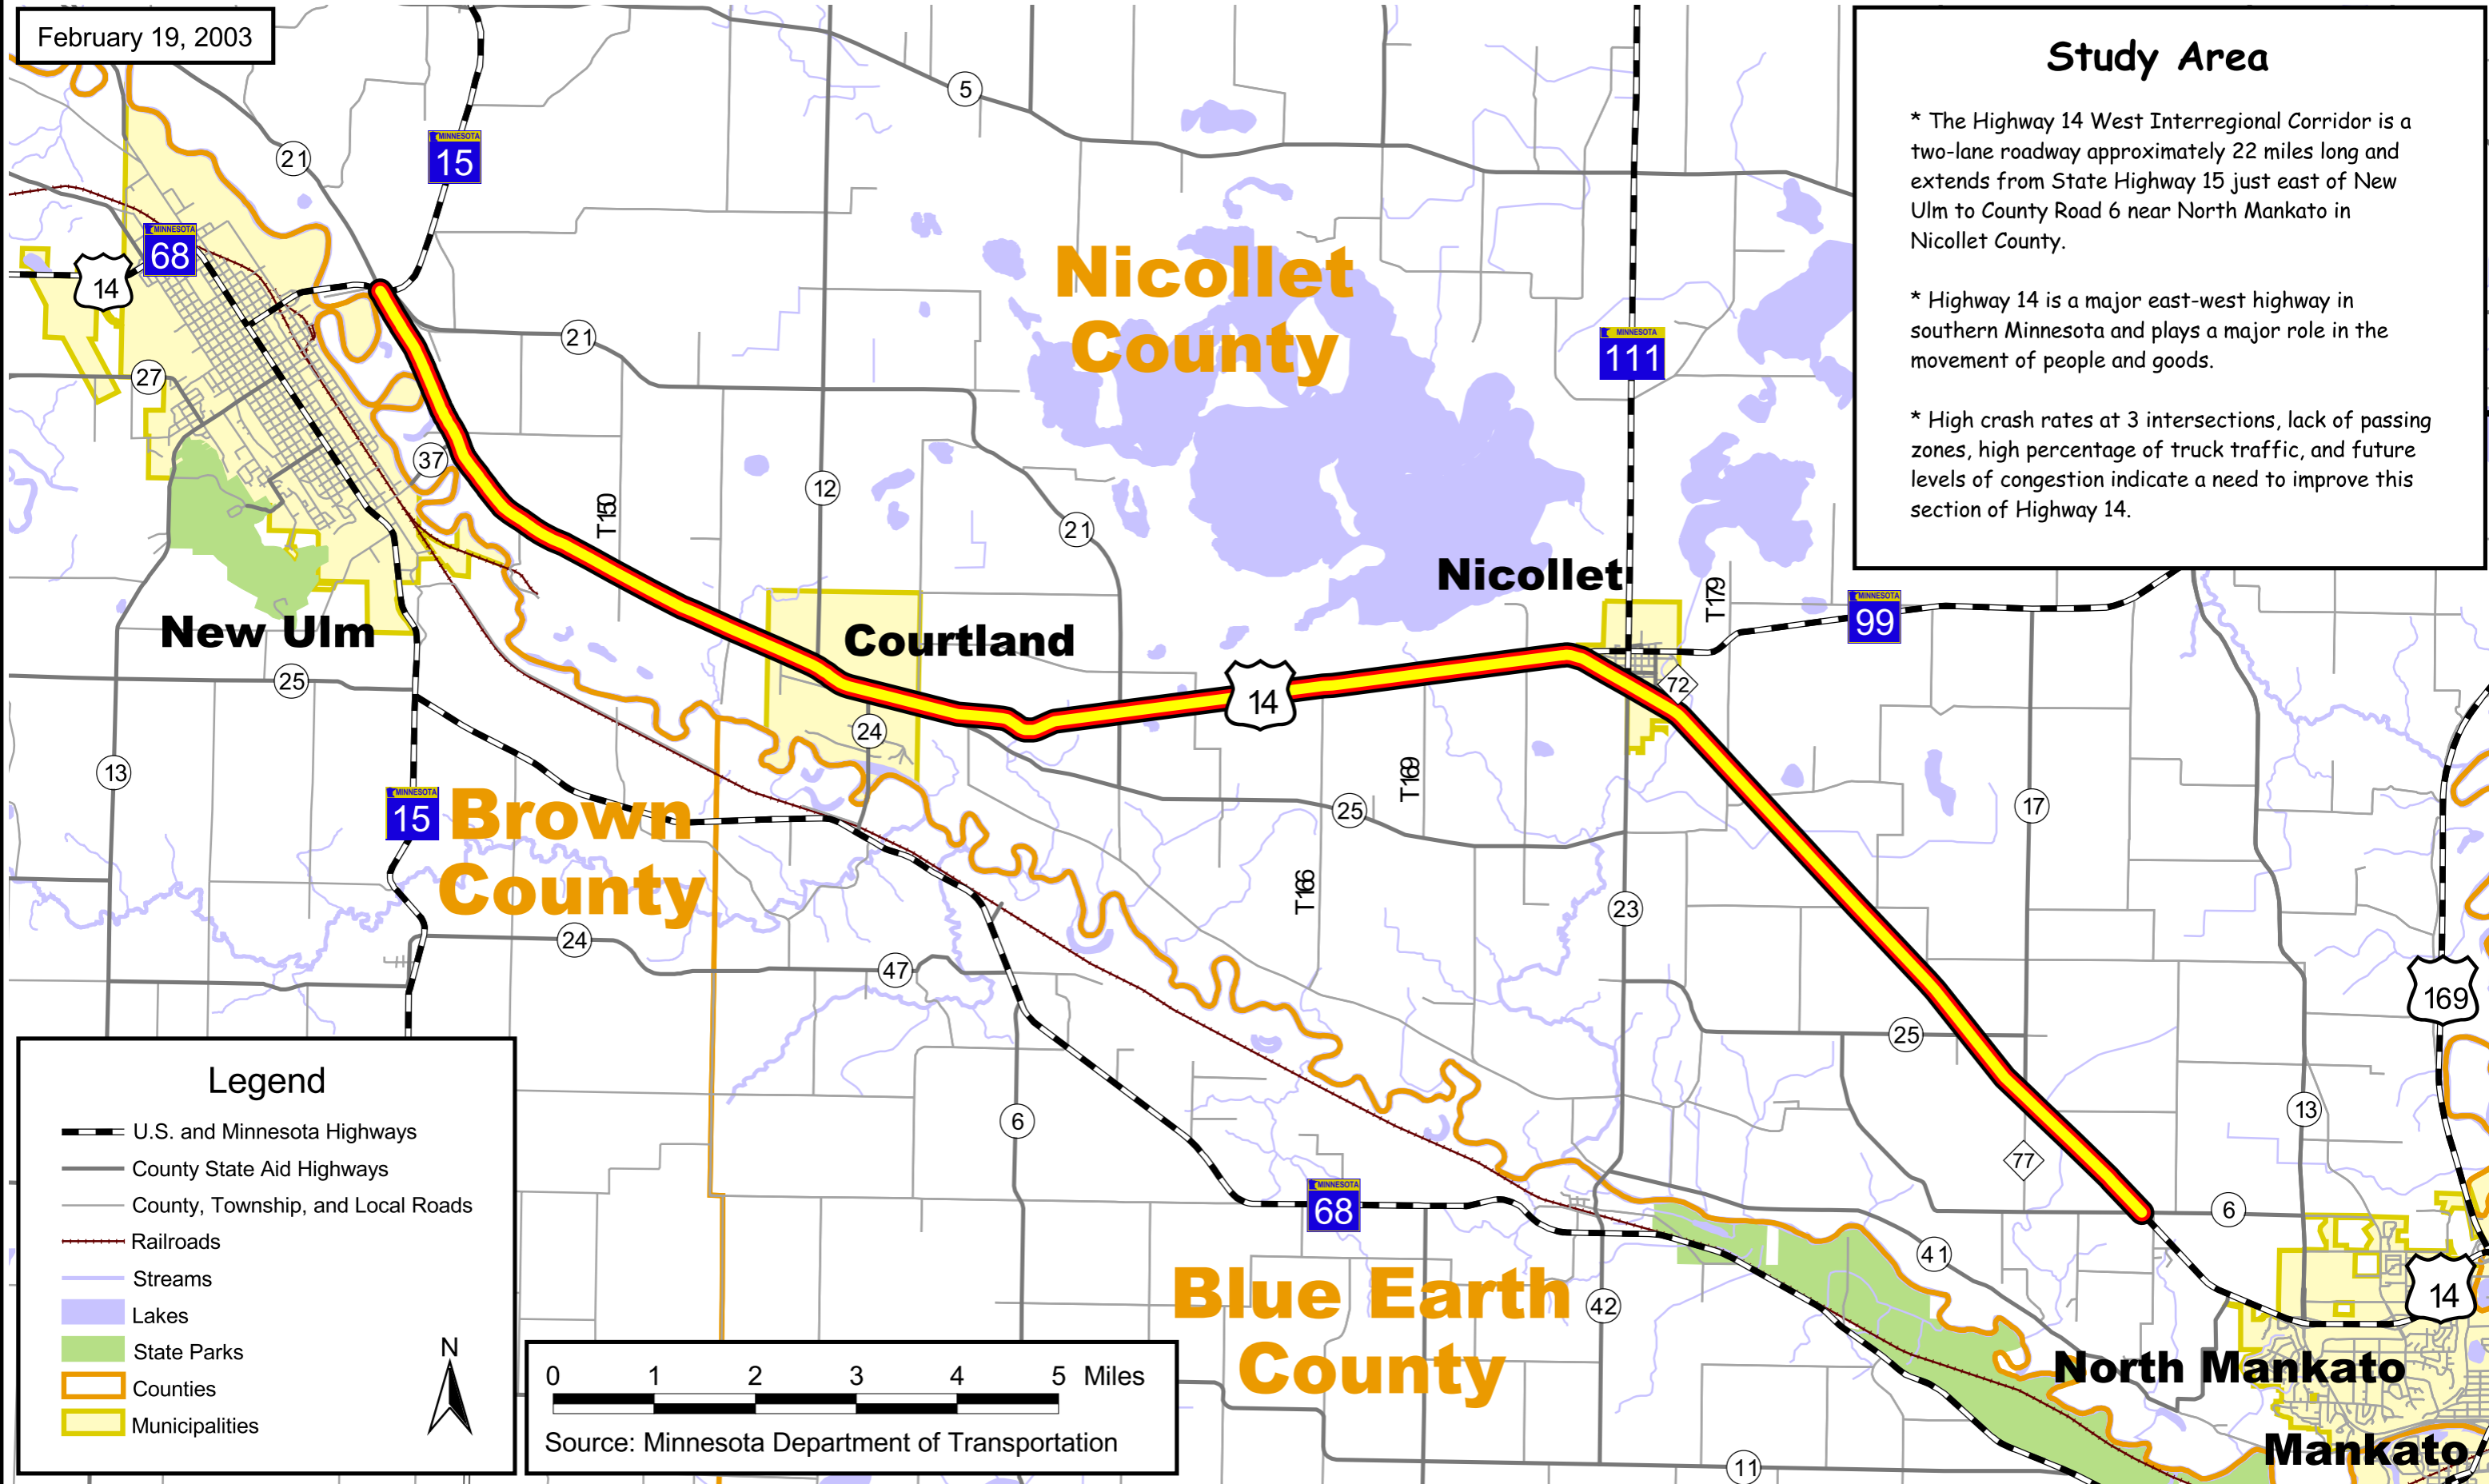 February 19, 2003
Study Area
* The Highway 14 West Interregional Corridor is a
two-lane roadway approximately 22 miles long and
extends from State Highway 15 just east of New
Ulm to County Road 6 near North Mankato in
Nicollet County.
* Highway 14 is a major east-west highway in
southern Minnesota and plays a major role in the
movement of people and goods.
* High crash rates at 3 intersections, lack of passing
zones, high percentage of truck traffic, and future
levels of congestion indicate a need to improve this
section of Highway 14.
5
21
MINNESOTA
15
MINNESOTA
68
14
Nicollet
County
21
MINNESOTA
111
27
37
12
T150
21
Nicollet
T179
MINNESOTA
99
New Ulm
Courtland
25
14
72
24
13
T169
MINNESOTA
15
Brown
County
25
17
T166
23
24
47
169
25
6
13
77
MINNESOTA
68
6
41
Blue Earth
County
42
14
North Mankato
Mankato
11
Legend
U.S. and Minnesota Highways
County State Aid Highways
County, Township, and Local Roads
Railroads
Streams
Lakes
State Parks
Counties
Municipalities
N
0 1 2 3 4 5 Miles
Source: Minnesota Department of Transportation